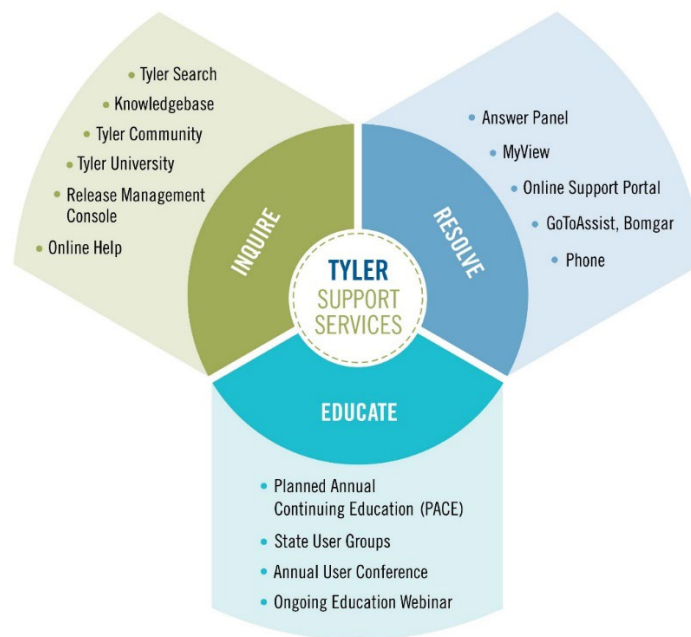 Tyler Search
Knowledgebase
Tyler Community
Tyler University
Release Management
Console
Online Help
INQUIRE
Answer Panel
MyView
Online Support Portal
GoToAssist, Bomgar
Phone
RESOLVE
TYLER
SUPPORT
SERVICES
EDUCATE
Planned Annual
Continuing Education (PACE)
State User Groups
Annual User Conference
Ongoing Education Webinar